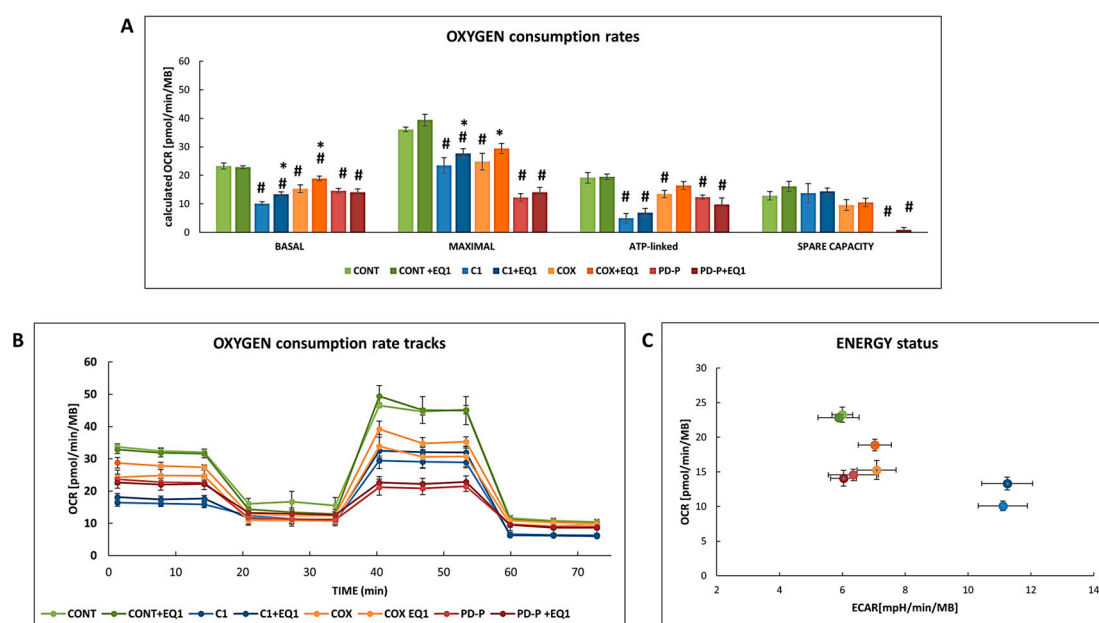 A
OXYGEN consumption rates
calculated OCR [pmol/min/MB]
60
50
40
30
20
10
0
# # * # # * # # #
# * # # *
# # # # #
# #
BASAL MAXIMAL ATP-linked SPARE CAPACITY
CONT CONT +EQ1 C1 C1+EQ1 COX COX+EQ1 PD-P PD-P+EQ1
B
OXYGEN consumption rate tracks
OCR [pmol/min/MB]
60
50
40
30
20
10
0
0 10 20 30 40 50 60 70
TIME (min)
CONT CONT+EQ1 C1 C1+EQ1 COX COX EQ1 PD-P PD-P +EQ1
C
ENERGY status
OCR [pmol/min/MB]
30
25
20
15
10
5
0
2 4 6 8 10 12 14
ECAR[mpH/min/MB]